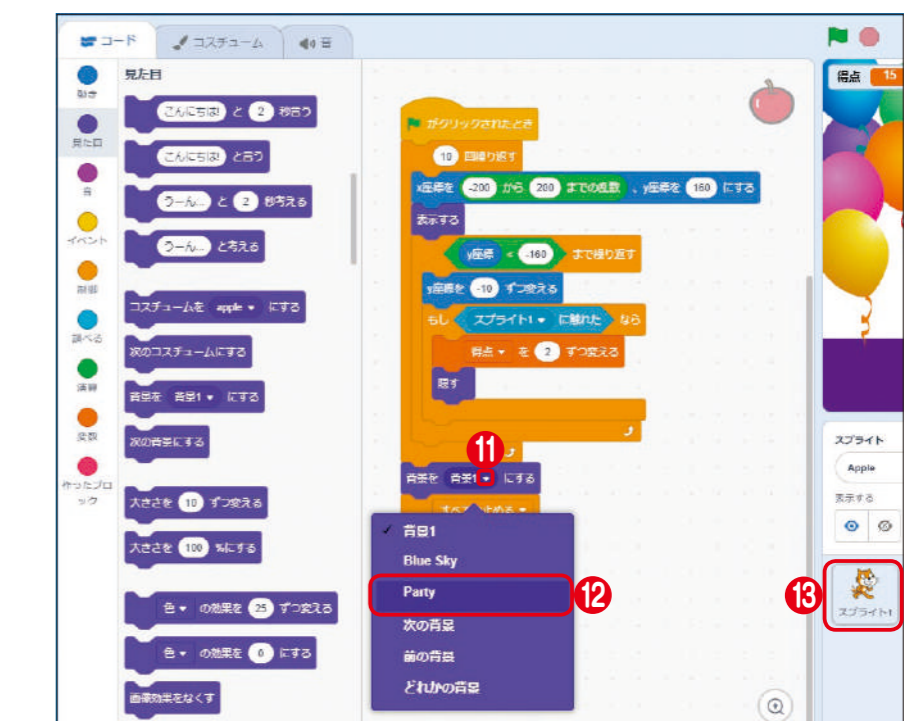 コード
コスチューム
音
得点 15
動き
見た目
音
イベント
制御
調べる
演算
変数
作ったブロック
見た目
こんにちは! と 2 秒言う
こんにちは! と言う
うーん... と 2 秒考える
うーん... と考える
コスチュームを apple にする
次のコスチュームにする
背景を 背景1 にする
次の背景にする
大きさを 10 ずつ変える
大きさを 100 %にする
色 の効果を 25 ずつ変える
色 の効果を 0 にする
画像効果をなくす
がクリックされたとき
10 回繰り返す
x座標を -200 から 200 までの乱数 、y座標を 160 にする
表示する
y座標 < -160 まで繰り返す
y座標を -10 ずつ変える
もし スプライト1 に触れた なら
得点 を 2 ずつ変える
隠す
⑪
背景を 背景1 にする
すべてを止める
✓ 背景1
Blue Sky
Party
⑫
次の背景
前の背景
どれかの背景
スプライト
Apple
表示する
⑬
スプライト1